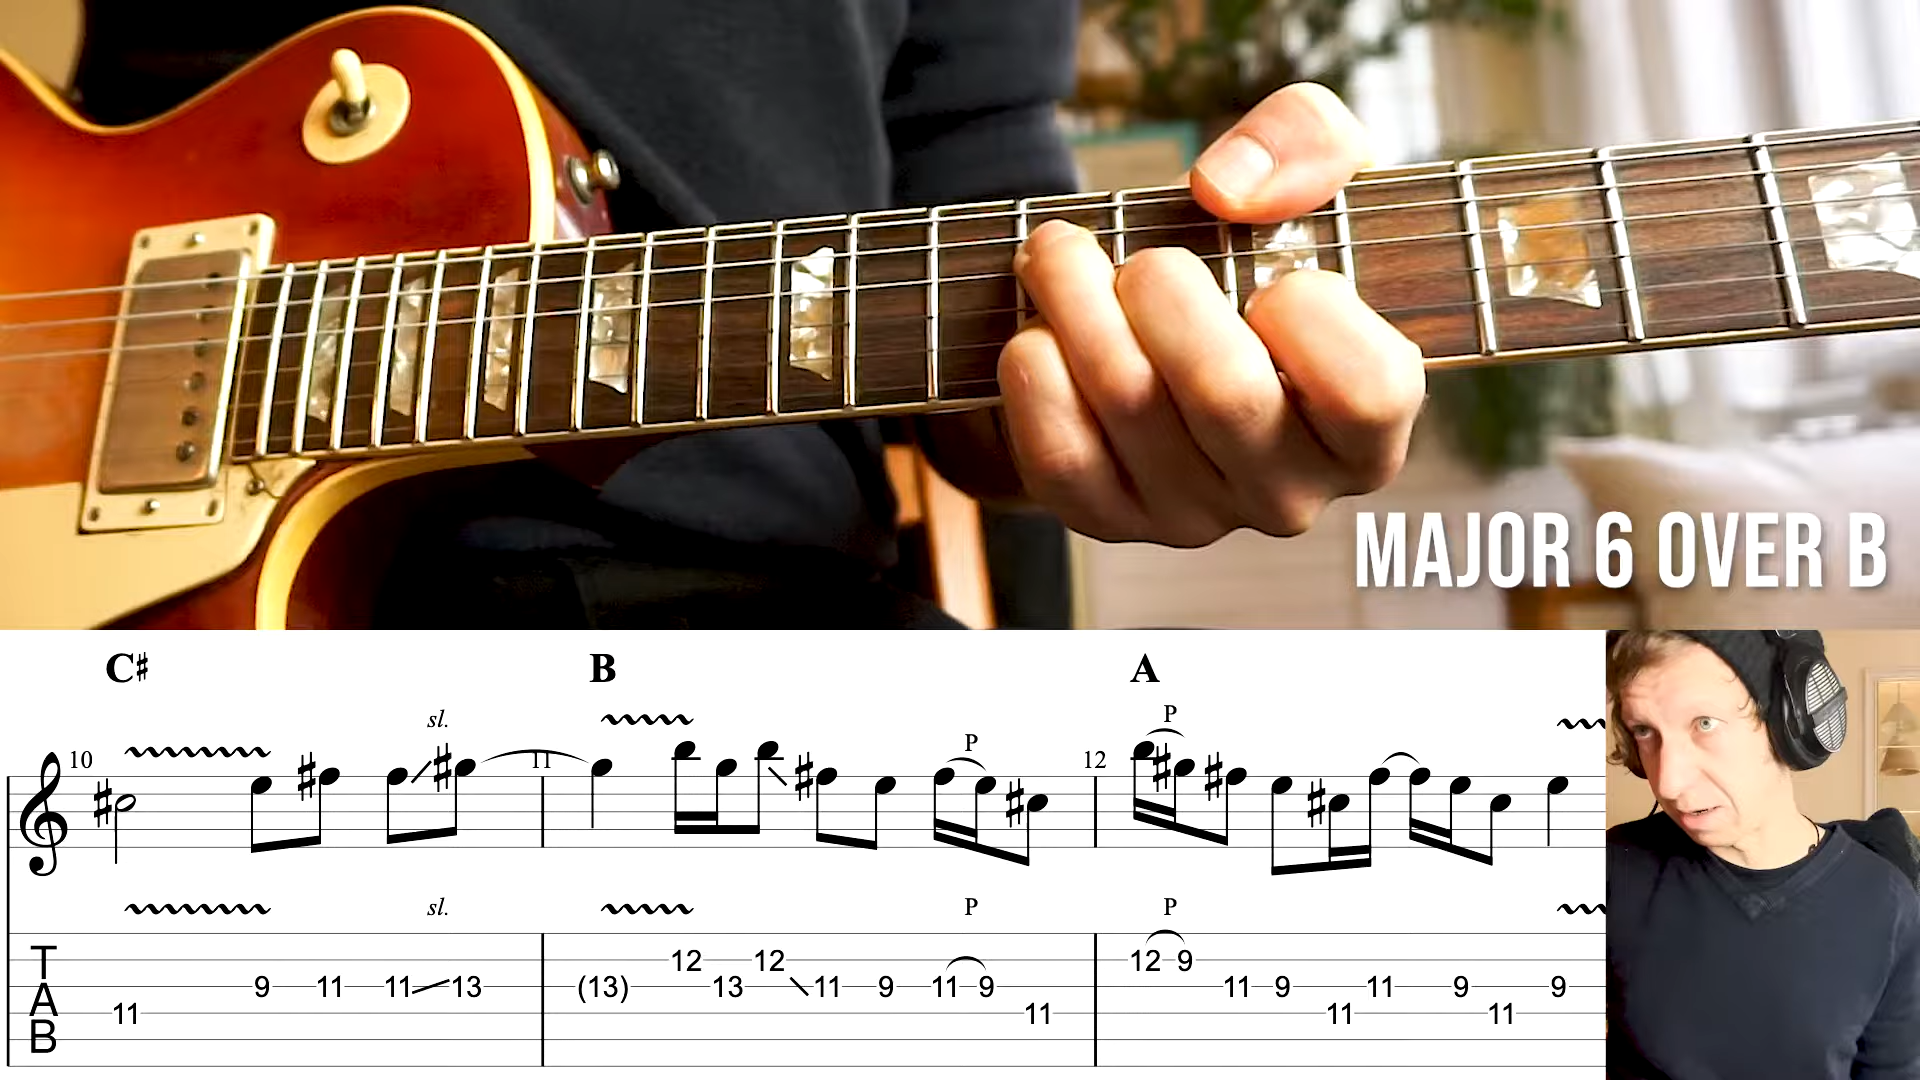 MAJOR 6 OVER B
C♯ B A
sl. P P
10 11 12
sl. P P
T A B
12 12 12 9
9 11 11 13 (13) 13 11 9 11 9 11 9 11 9 9
11 11 11 11